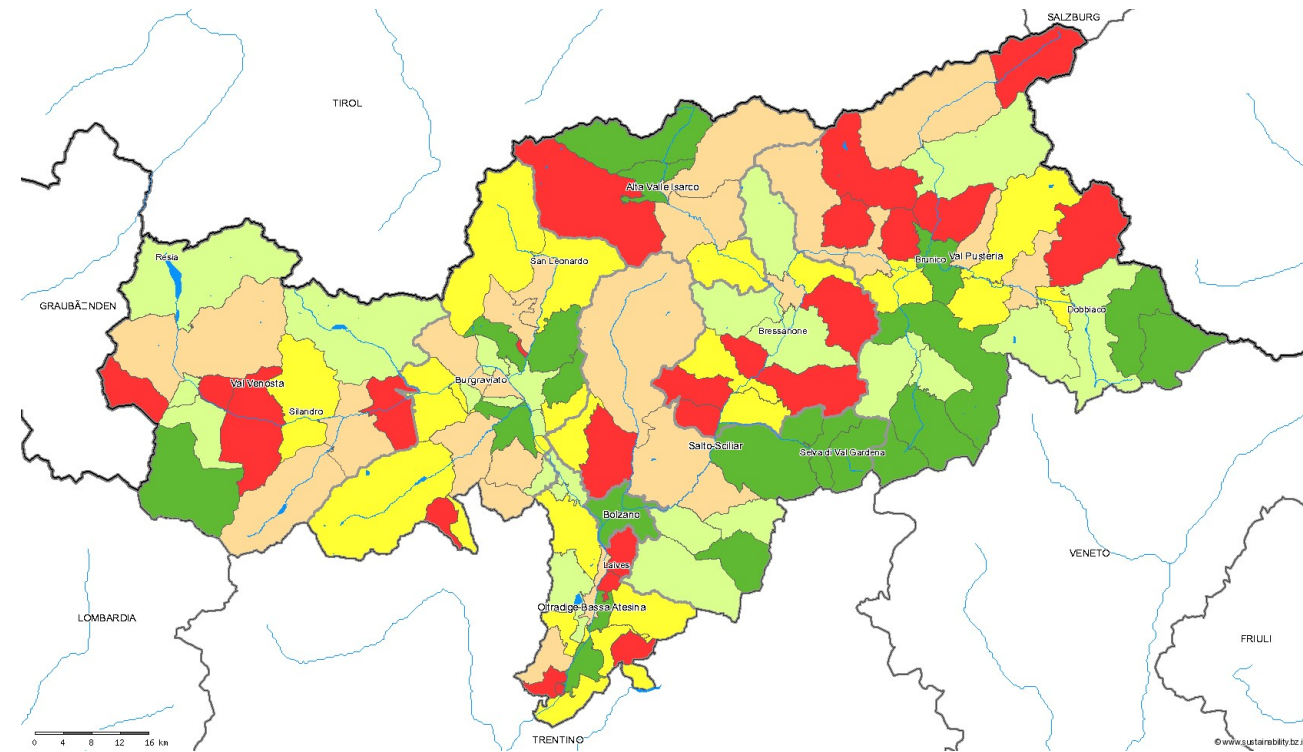 SALZBURG
TIROL
Alta Valle Isarco
Resia
San Leonardo
Brunico
Val Pusteria
GRAUBÃ_NDEN
Dobbiaco
Bressanone
Val Venosta
Burgraviato
Silandro
Salto-Sciliar
Selva di Val Gardena
Bolzano
VENETO
Laives
Oltradige-Bassa Atesina
LOMBARDIA
FRIULI
0 4 8 12 16 km
TRENTINO
©www.sustainability.bz.i